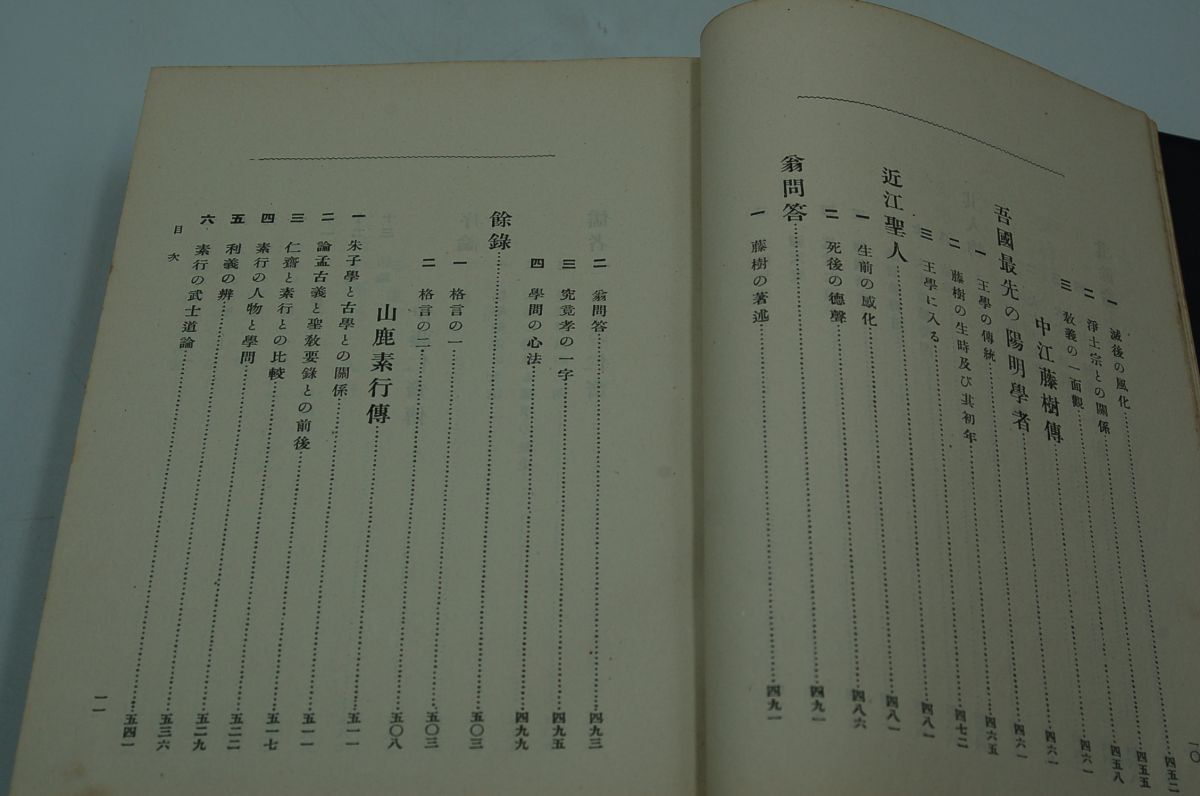 一 滅後の風化……四五二
二 淨土宗との關係……四五五
三 教義の一面觀……四五八
中江藤樹傳……四六一
吾國最先の陽明學者……四六一
一 王學の傳統……四六一
二 藤樹の生時及び其初年……四六五
三 王學に入る……四七二
近江聖人……四八一
一 生前の感化……四八一
二 死後の德聲……四八六
翁問答……四九一
一 藤樹の著述……四九一
一〇
二 翁問答……四九三
三 究竟孝の一字……四九五
四 學問の心法……四九九
餘錄……五〇三
一 格言の一……五〇三
二 格言の二……五〇八
山鹿素行傳……五一一
一 朱子學と古學との關係……五一一
二 論孟古義と聖教要錄との前後……五一七
三 仁齋と素行との比較……五二二
四 素行の人物と學問……五二九
五 利義の辨……五三六
六 素行の武士道論……五四一
目次
一一